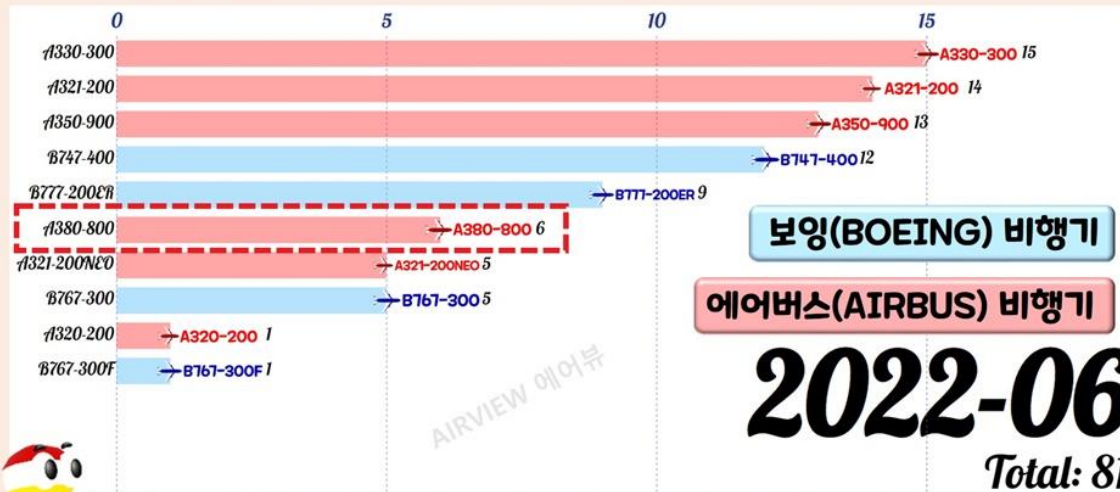 0 5 10 15
A330-300 A330-300 15
A321-200 A321-200 14
A350-900 A350-900 13
B747-400 B747-400 12
B777-200ER B777-200ER 9
A380-800 A380-800 6
A321-200NEO A321-200NEO 5
B767-300 B767-300 5
A320-200 A320-200 1
B767-300F B767-300F 1
보잉(BOEING) 비행기
에어버스(AIRBUS) 비행기
AIRVIEW 에어뷰
2022-06
Total: 81